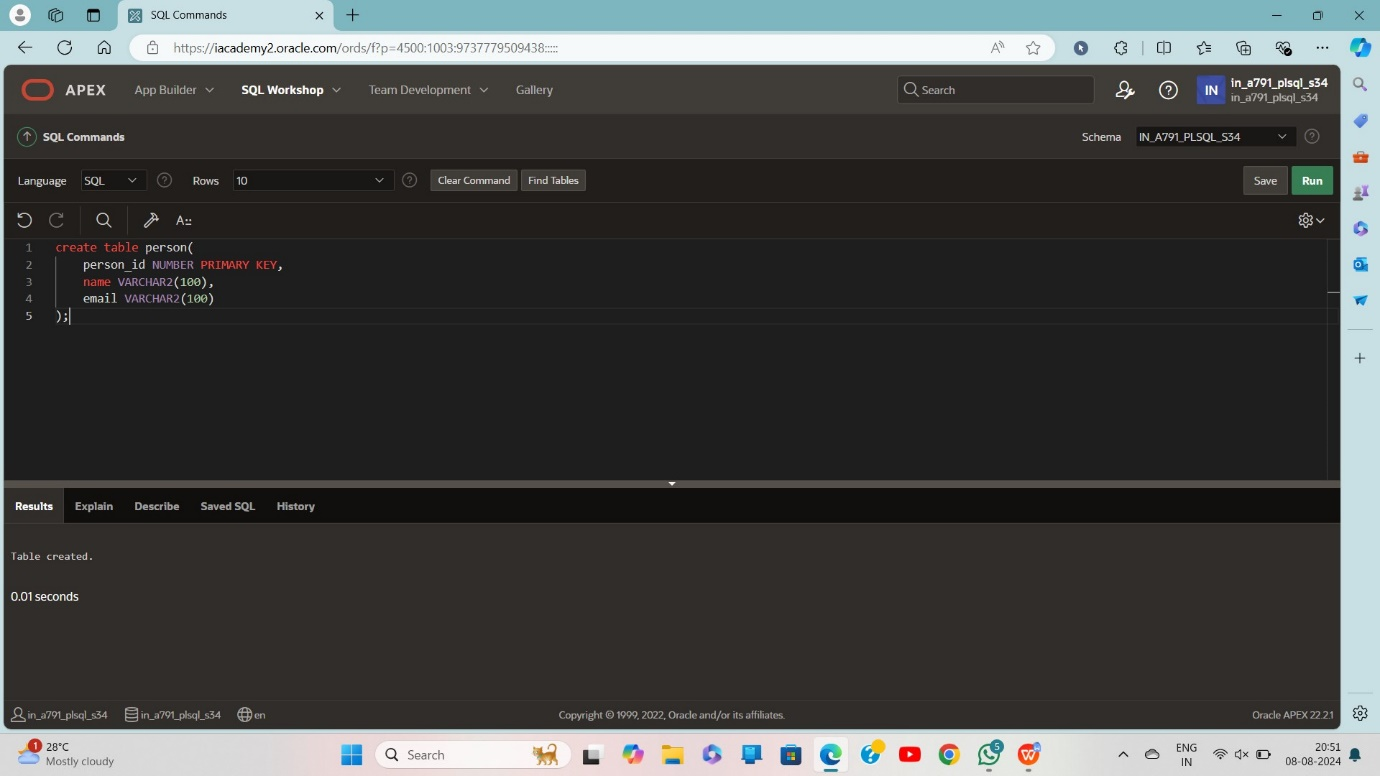 SQL Commands
https://iacademy2.oracle.com/ords/f?p=4500:1003:9737779509438:::::
APEX
App Builder
SQL Workshop
Team Development
Gallery
Search
IN
in_a791_plsql_s34
in_a791_plsql_s34
SQL Commands
Schema
IN_A791_PLSQL_S34
Language
SQL
Rows
10
Clear Command
Find Tables
Save
Run
A::
1 create table person(
2 person_id NUMBER PRIMARY KEY,
3 name VARCHAR2(100),
4 email VARCHAR2(100)
5 );
Results
Explain
Describe
Saved SQL
History
Table created.
0.01 seconds
in_a791_plsql_s34
in_a791_plsql_s34
en
Copyright © 1999, 2022, Oracle and/or its affiliates.
Oracle APEX 22.2.1
1
28°C
Mostly cloudy
Search
5
ENG
IN
20:51
08-08-2024